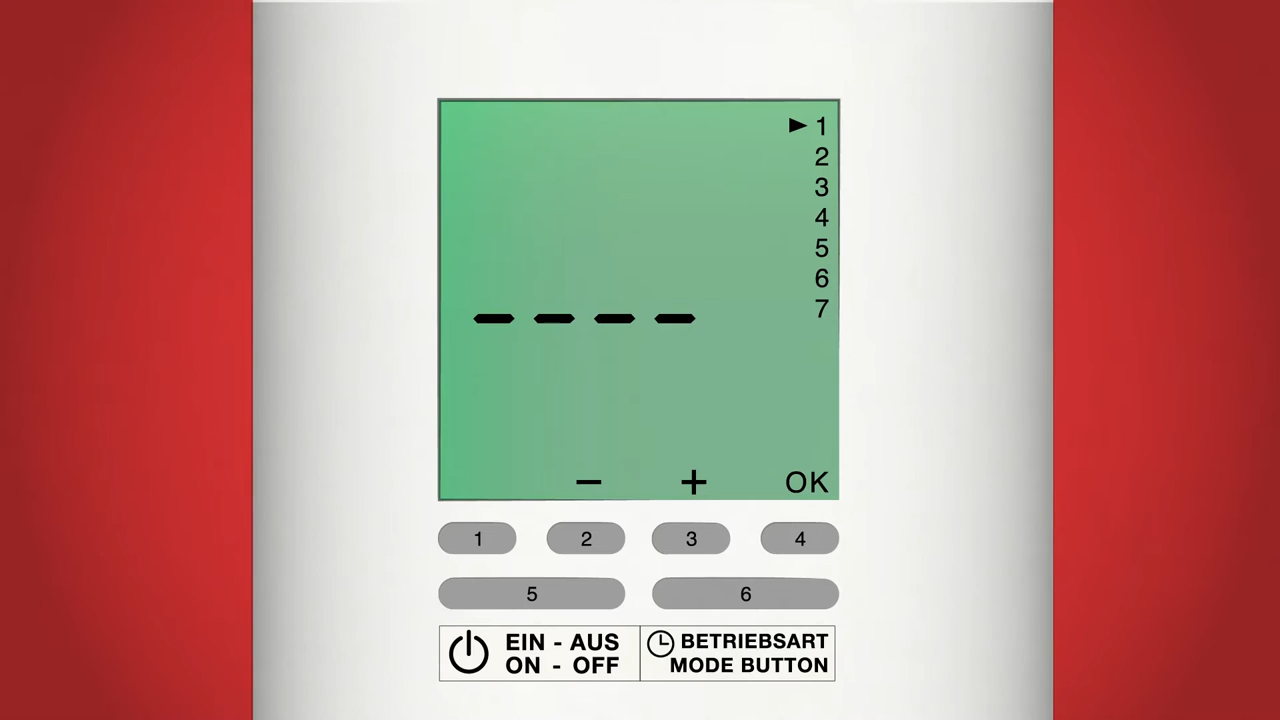 ► 1
2
3
4
5
6
7
– – – –
− + OK
1 2 3 4
5 6
EIN - AUS
ON - OFF
BETRIEBSART
MODE BUTTON